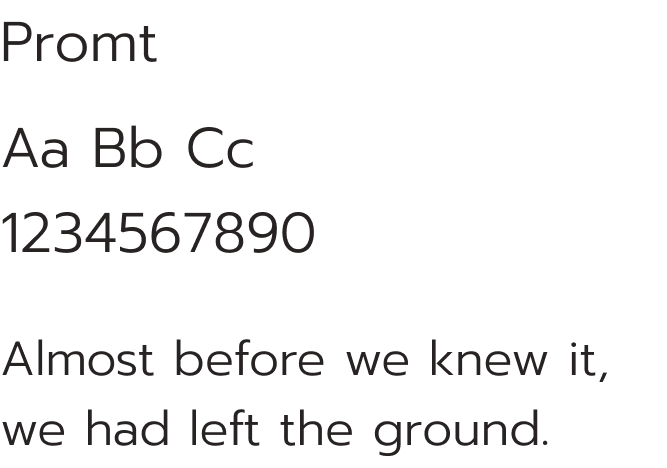 Promt
Aa Bb Cc
1234567890
Almost before we knew it,
we had left the ground.